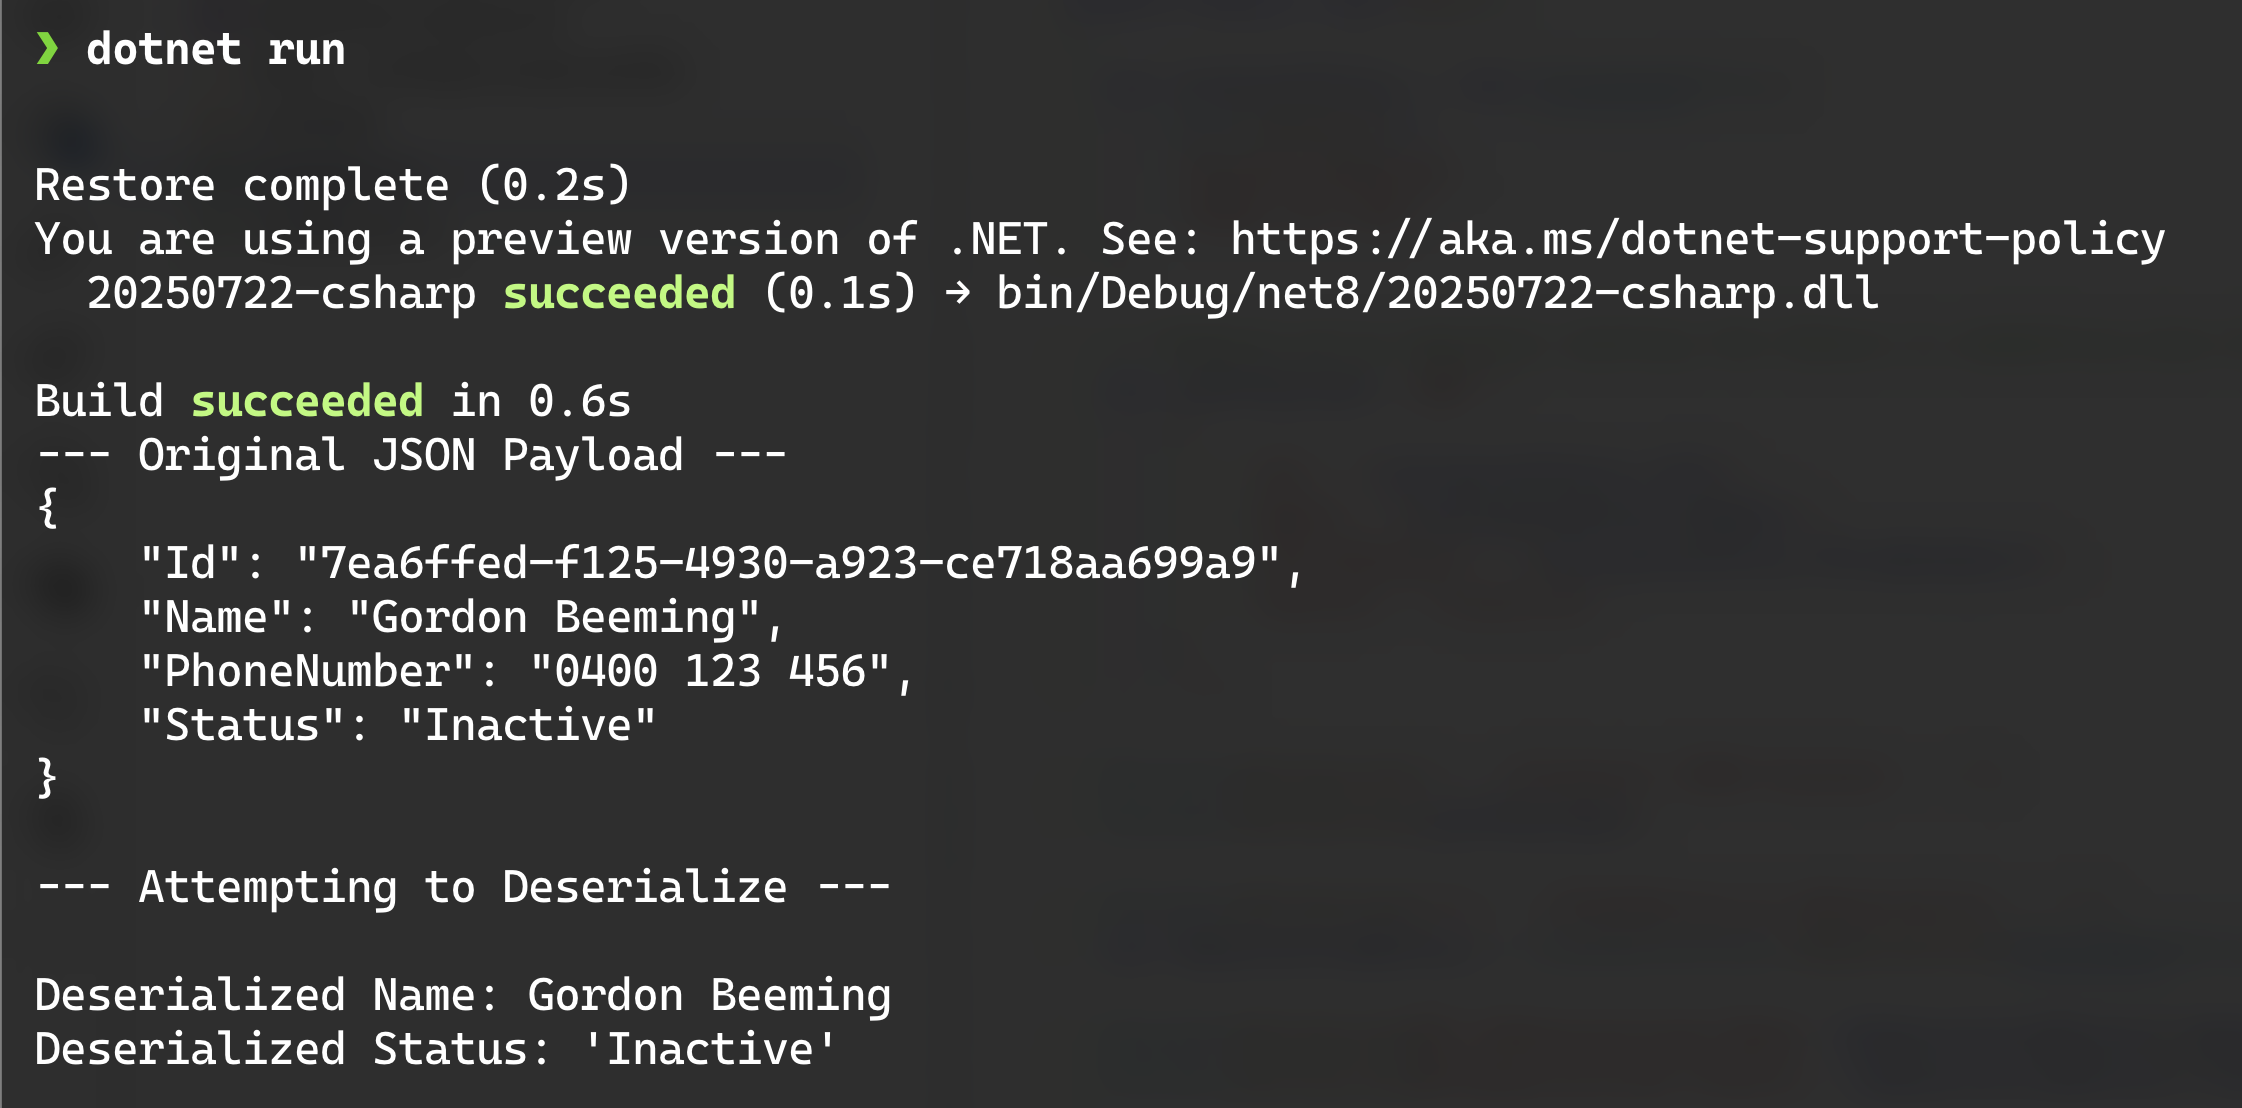 ❯ dotnet run
Restore complete (0.2s)
You are using a preview version of .NET. See: https://aka.ms/dotnet-support-policy
  20250722-csharp succeeded (0.1s) → bin/Debug/net8/20250722-csharp.dll
Build succeeded in 0.6s
--- Original JSON Payload ---
{
    "Id": "7ea6ffed-f125-4930-a923-ce718aa699a9",
    "Name": "Gordon Beeming",
    "PhoneNumber": "0400 123 456",
    "Status": "Inactive"
}
--- Attempting to Deserialize ---
Deserialized Name: Gordon Beeming
Deserialized Status: 'Inactive'